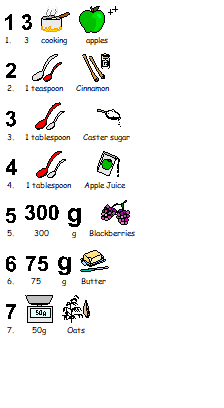 1 3
1. 3 cooking apples
2
2. 1 teaspoon Cinnamon
3
3. 1 tablespoon Caster sugar
4
4. 1 tablespoon Apple Juice
5 300 g
5. 300 g Blackberries
6 75 g
6. 75 g Butter
7 50g
7. 50g Oats